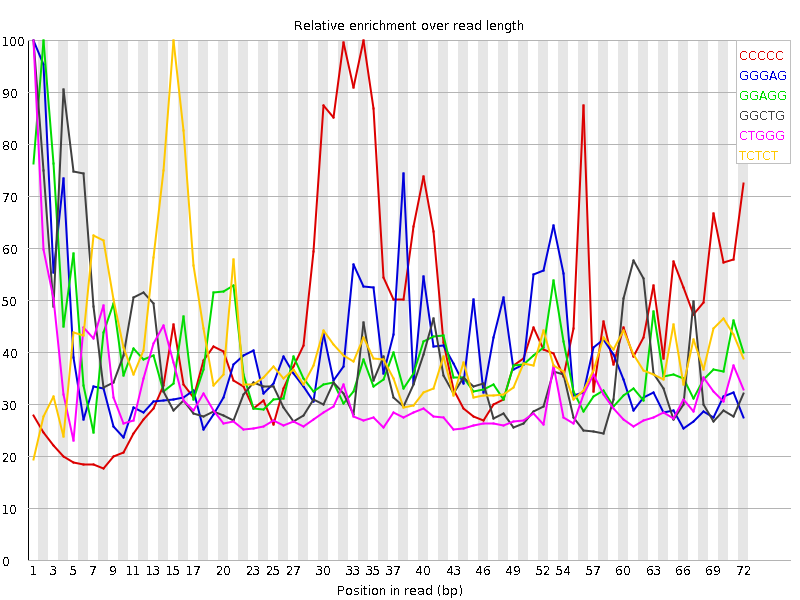 Relative enrichment over read length
100
90
80
70
60
50
40
30
20
10
0
CCCCC
GGGAG
GGAGG
GGCTG
CTGGG
TCTCT
1 3 5 7 9 11 13 15 17 20 23 25 27 30 33 35 37 40 43 46 49 52 54 57 60 63 66 69 72
Position in read (bp)